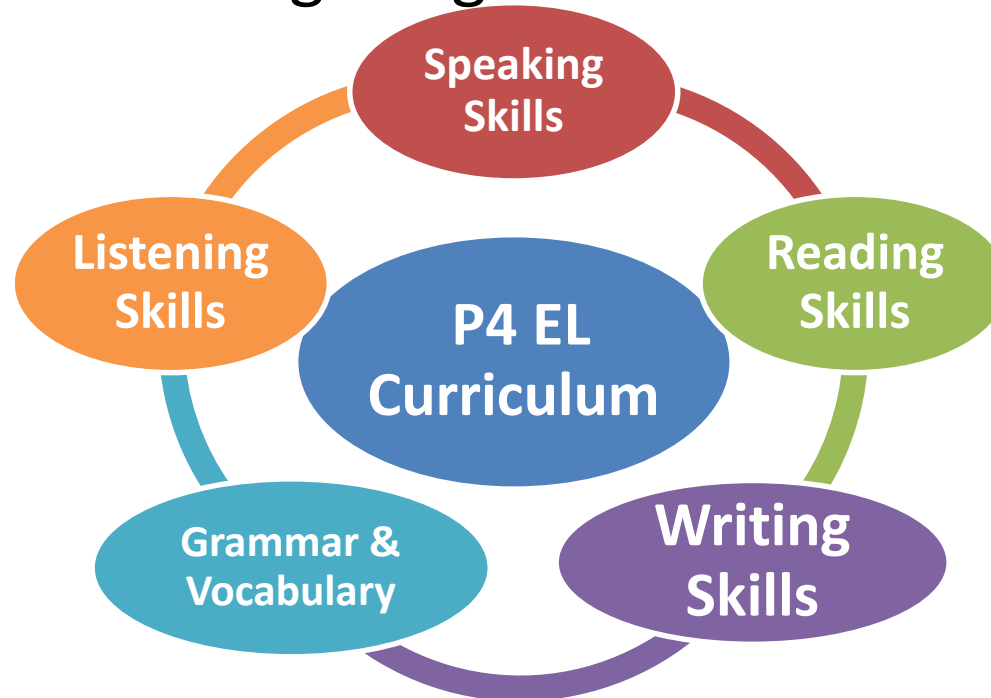 Speaking
Skills
Reading
Skills
Writing
Skills
Grammar &
Vocabulary
Listening
Skills
P4 EL
Curriculum